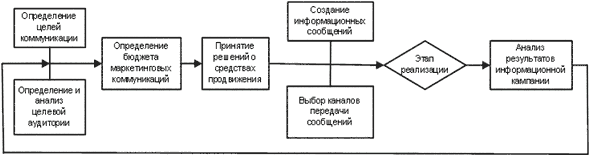 Определение
целей
коммуникации
Определение и
анализ
целевой
аудитории
Определение
бюджета
маркетинговых
коммуникаций
Принятие
решений о
средствах
продвижения
Создание
информационных
сообщений
Выбор каналов
передачи
сообщений
Этап
реализации
Анализ
результатов
информационной
кампании